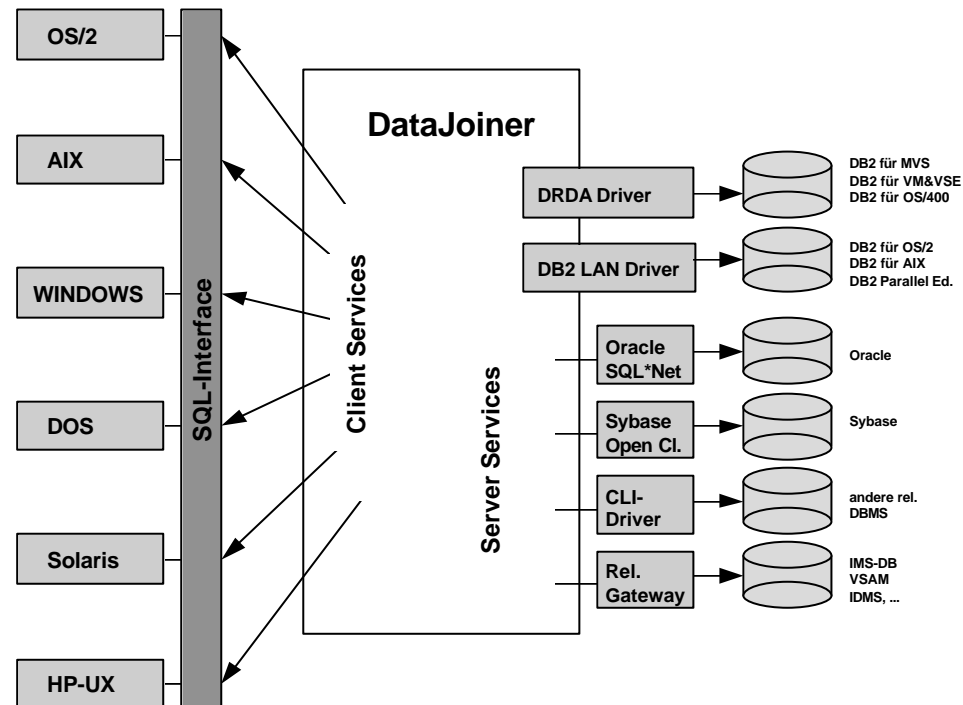 OS/2
AIX
WINDOWS
DOS
Solaris
HP-UX
SQL-Interface
DataJoiner
Client Services
Server Services
DRDA Driver
DB2 LAN Driver
Oracle
SQL*Net
Sybase
Open Cl.
CLI-
Driver
Rel.
Gateway
DB2 für MVS
DB2 für VM&VSE
DB2 für OS/400
DB2 für OS/2
DB2 für AIX
DB2 Parallel Ed.
Oracle
Sybase
andere rel.
DBMS
IMS-DB
VSAM
IDMS, ...